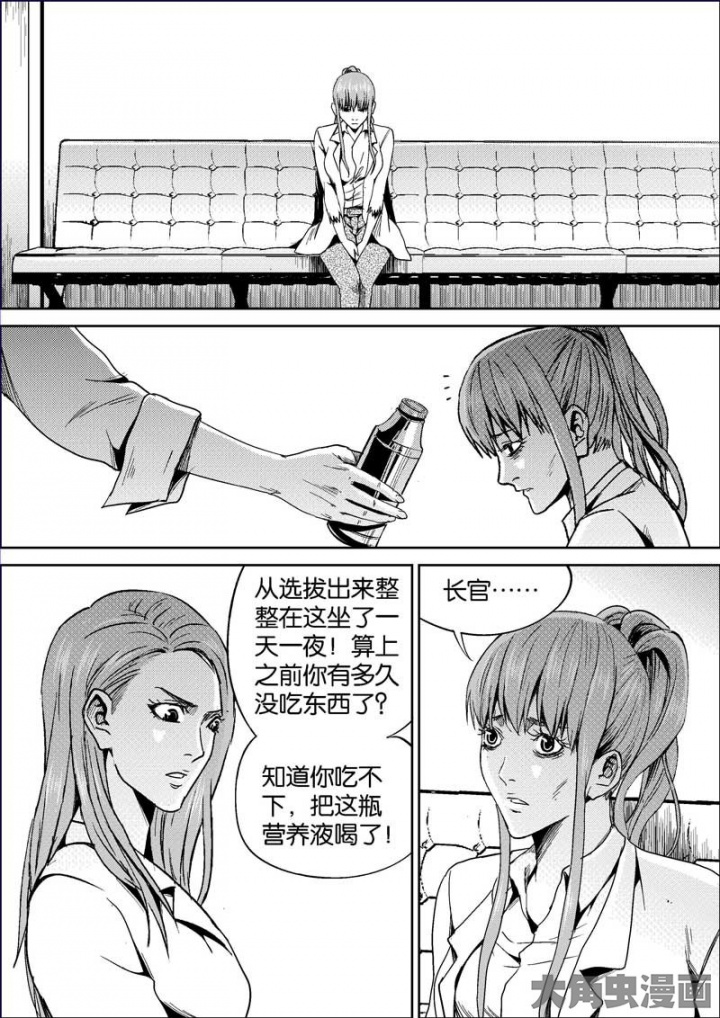 从选拔出来整
整在这坐了一
天一夜！算上
之前你有多久
没吃东西了？
知道你吃不
下，把这瓶
营养液喝了！
长官……
大角虫漫画